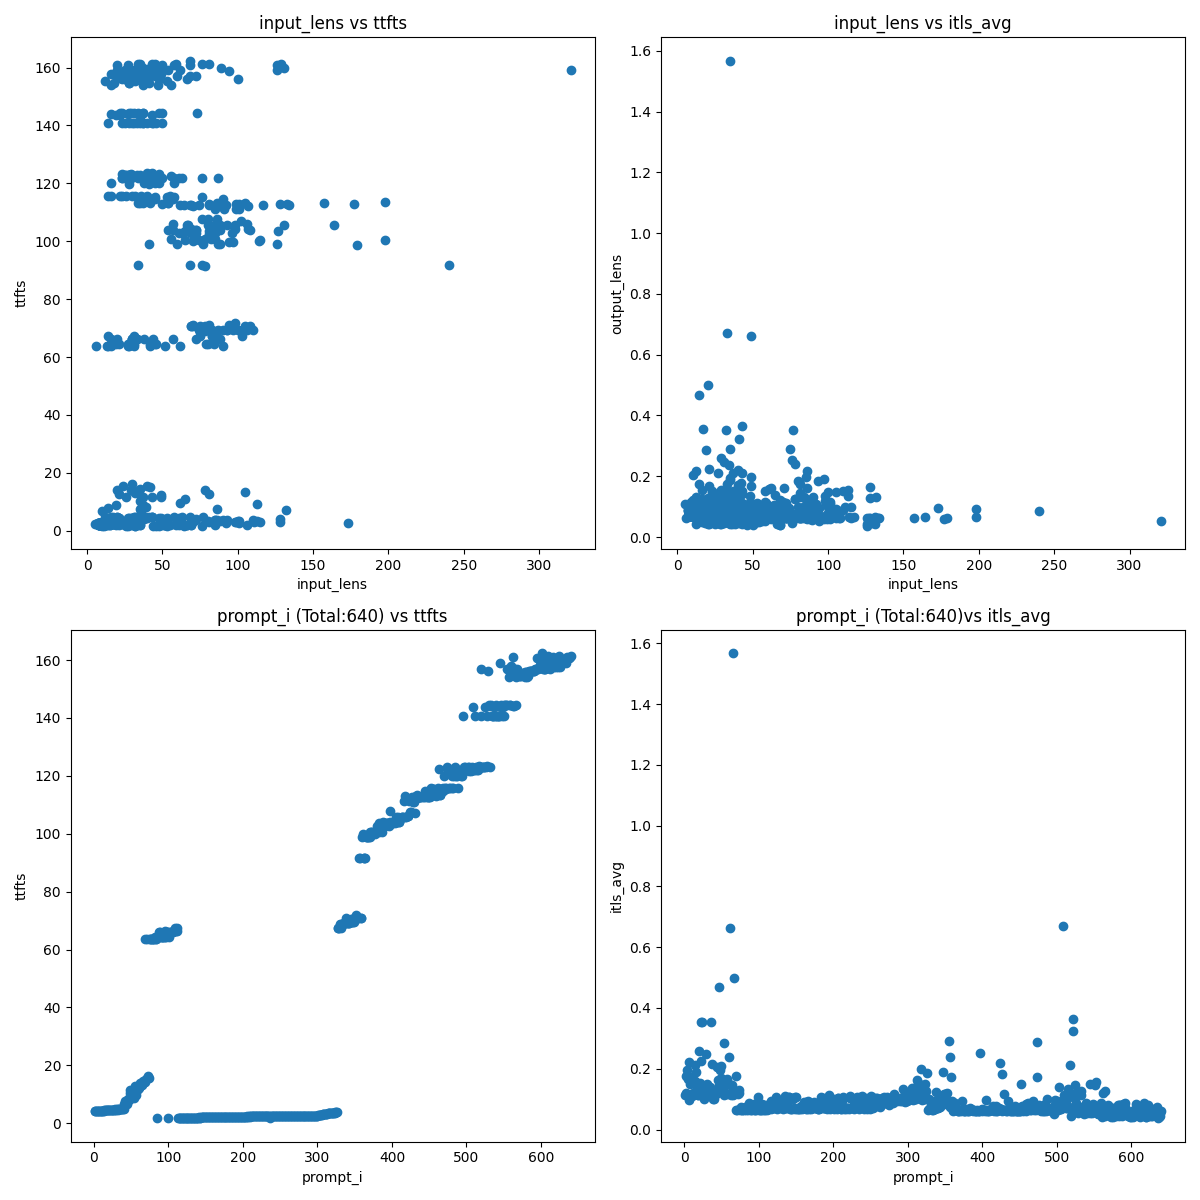 input_lens vs ttfts
160
140
120
100
80
60
40
20
0
ttfts
0 50 100 150 200 250 300
input_lens
input_lens vs itls_avg
1.6
1.4
1.2
1.0
0.8
0.6
0.4
0.2
0.0
output_lens
0 50 100 150 200 250 300
input_lens
prompt_i (Total:640) vs ttfts
160
140
120
100
80
60
40
20
0
ttfts
0 100 200 300 400 500 600
prompt_i
prompt_i (Total:640)vs itls_avg
1.6
1.4
1.2
1.0
0.8
0.6
0.4
0.2
0.0
itls_avg
0 100 200 300 400 500 600
prompt_i